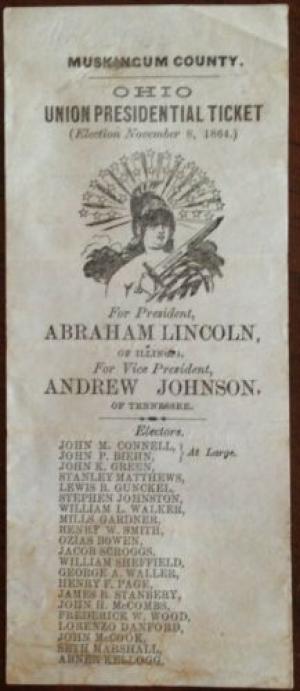 MUSKINGUM COUNTY.
OHIO
UNION PRESIDENTIAL TICKET
(Election November 8, 1864.)
For President,
ABRAHAM LINCOLN,
OF ILLINOIS.
For Vice President,
ANDREW JOHNSON,
OF TENNESSEE.
Electors.
JOHN M. CONNELL,
JOHN P. BIEHN,
At Large.
JOHN K. GREEN,
STANLEY MATTHEWS,
LEWIS B. GUNCKEL,
STEPHEN JOHNSTON,
WILLIAM L. WALKER,
MILLS GARDNER,
HENRY W. SMITH,
OZIAS BOWEN,
JACOB SCROGGS,
WILLIAM SHEFFIELD,
GEORGE A. WALLER,
HENRY F. PAGE,
JAMES R. STANBERY,
JOHN H. McCOMBS,
FREDERICK W. WOOD,
LORENZO DANFORD,
JOHN McCOOK,
SETH MARSHALL,
ABNER KELLOGG,